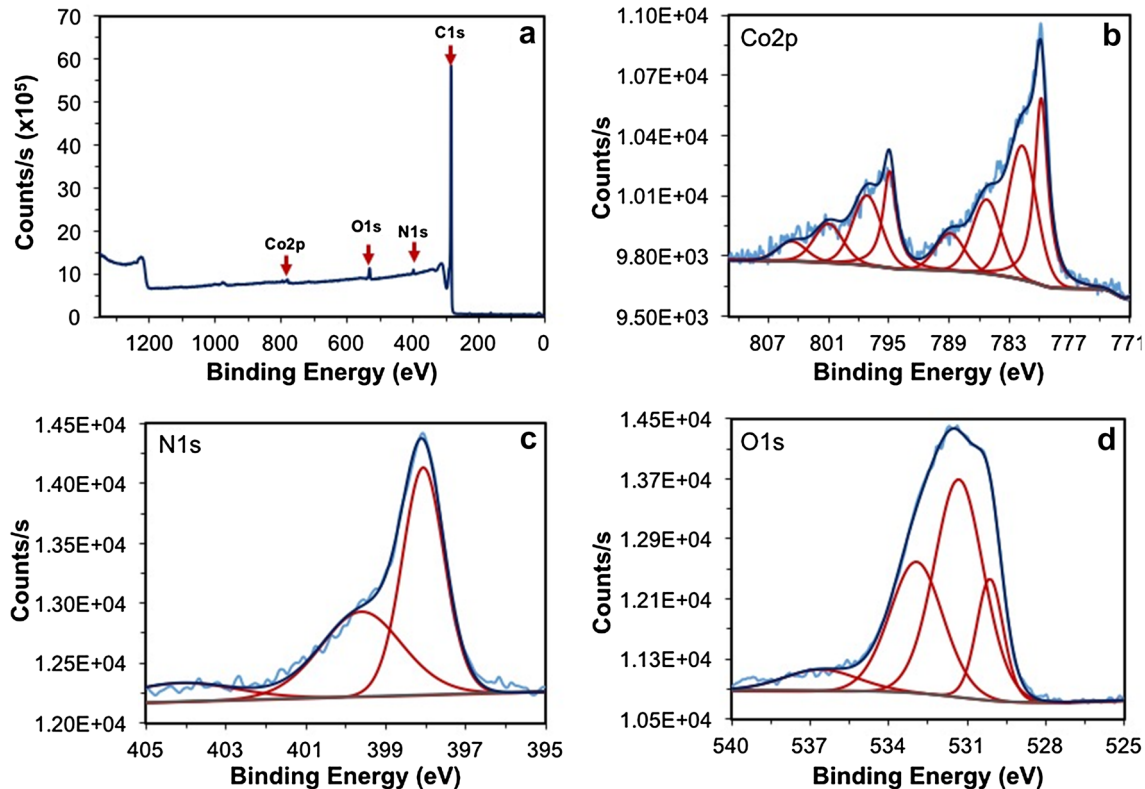 a
C1s
Co2p
O1s
N1s
Counts/s (x10⁵)
70
60
50
40
30
20
10
0
1200 1000 800 600 400 200 0
Binding Energy (eV)
Co2p
b
Counts/s
1.10E+04
1.07E+04
1.04E+04
1.01E+04
9.80E+03
9.50E+03
807 801 795 789 783 777 771
Binding Energy (eV)
N1s
c
Counts/s
1.45E+04
1.40E+04
1.35E+04
1.30E+04
1.25E+04
1.20E+04
405 403 401 399 397 395
Binding Energy (eV)
O1s
d
Counts/s
1.45E+04
1.37E+04
1.29E+04
1.21E+04
1.13E+04
1.05E+04
540 537 534 531 528 525
Binding Energy (eV)